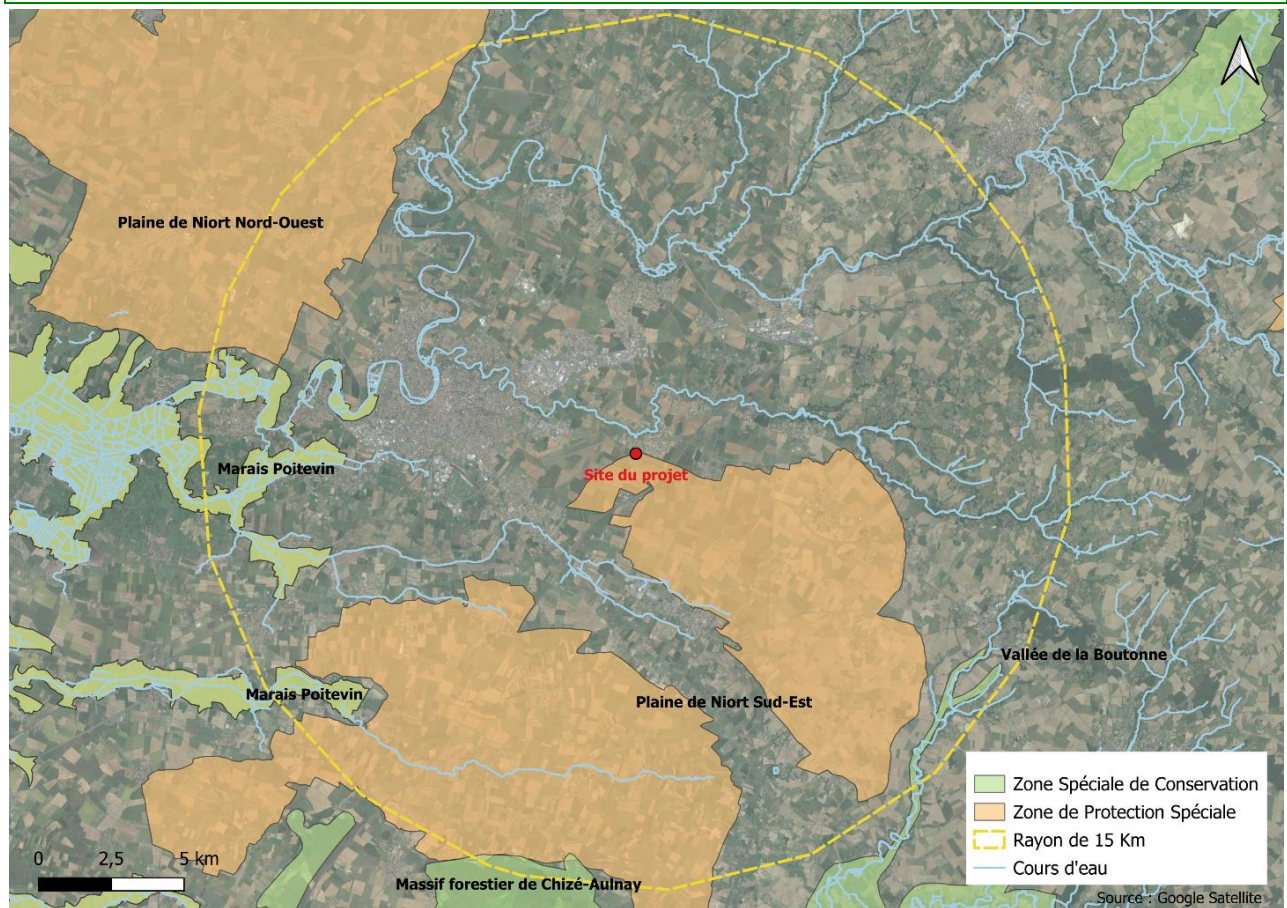 Plaine de Niort Nord-Ouest
Marais Poitevin
Site du projet
Vallée de la Boutonne
Marais Poitevin
Plaine de Niort Sud-Est
Massif forestier de Chizé-Aulnay
0 2,5 5 km
Zone Spéciale de Conservation
Zone de Protection Spéciale
Rayon de 15 Km
Cours d'eau
Source : Google Satellite